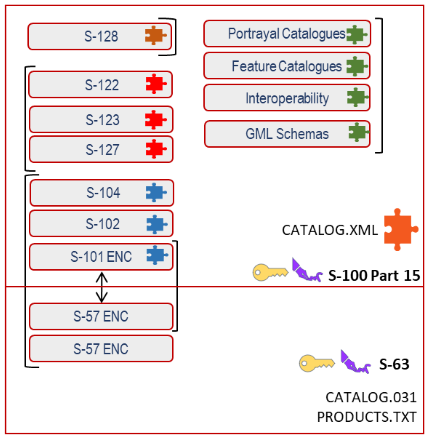 S-128
S-122
S-123
S-127
S-104
S-102
S-101 ENC
S-57 ENC
S-57 ENC
Portrayal Catalogues
Feature Catalogues
Interoperability
GML Schemas
CATALOG.XML
S-100 Part 15
S-63
CATALOG.031
PRODUCTS.TXT